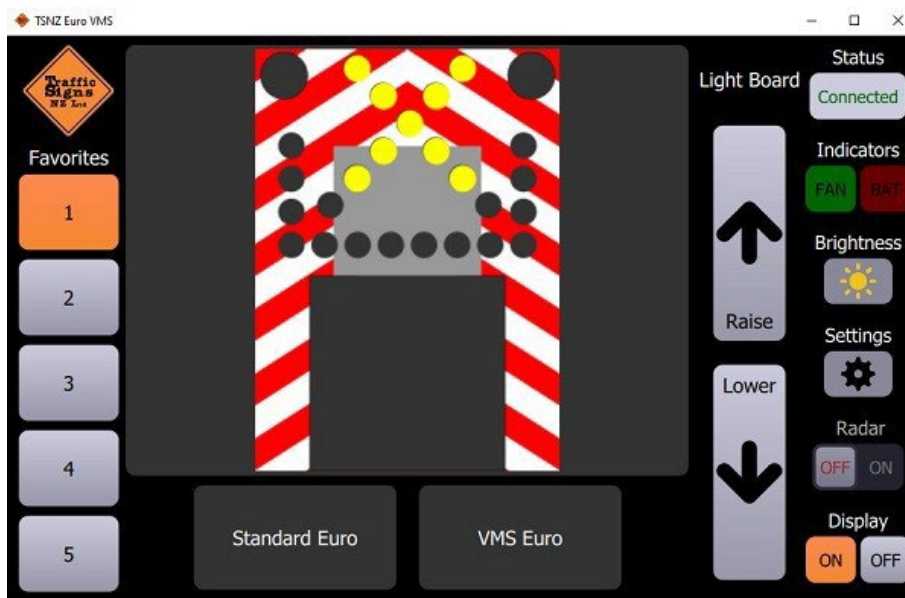 TSNZ Euro VMS
Traffic
Signs
NZ Ltd
Favorites
1
2
3
4
5
Standard Euro
VMS Euro
Light Board
Raise
Lower
Status
Connected
Indicators
FAN BAT
Brightness
Settings
Radar
OFF ON
Display
ON OFF